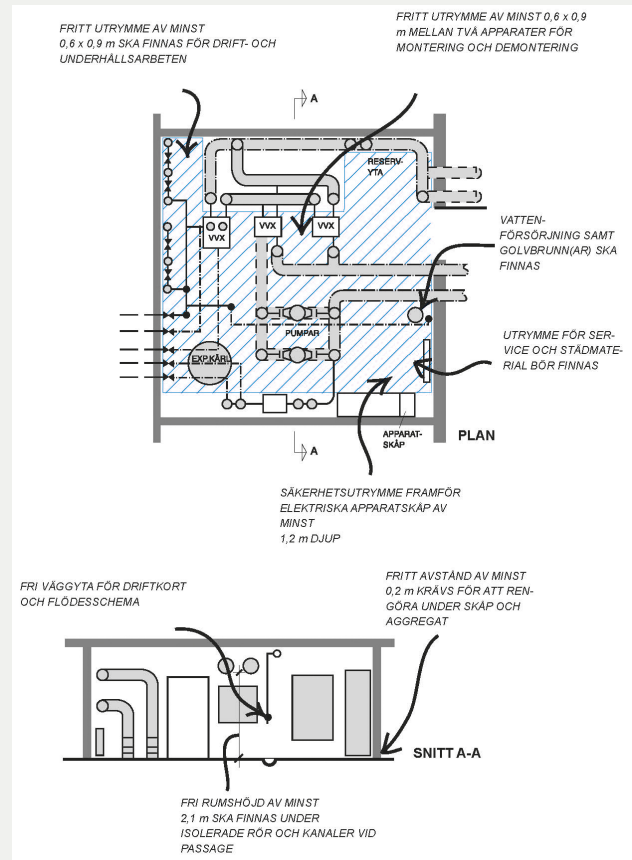 FRITT UTRYMME AV MINST
0,6 x 0,9 m SKA FINNAS FÖR DRIFT- OCH
UNDERHÅLLSARBETEN
FRITT UTRYMME AV MINST 0,6 x 0,9
m MELLAN TVÅ APPARATER FÖR
MONTERING OCH DEMONTERING
A
RESERV-
YTA
VVX
VVX
VVX
VATTEN-
FÖRSÖRJNING SAMT
GOLVBRUNN(AR) SKA
FINNAS
PUMPAR
EXP.KÄRL
UTRYMME FÖR SER-
VICE OCH STÄDMATE-
RIAL BÖR FINNAS
APPARAT-
SKÅP
PLAN
A
SÄKERHETSUTRYMME FRAMFÖR
ELEKTRISKA APPARATSKÅP AV
MINST
1,2 m DJUP
FRI VÄGGYTA FÖR DRIFTKORT
OCH FLÖDESSCHEMA
FRITT AVSTÅND AV MINST
0,2 m KRÄVS FÖR ATT REN-
GÖRA UNDER SKÅP OCH
AGGREGAT
SNITT A-A
FRI RUMSHÖJD AV MINST
2,1 m SKA FINNAS UNDER
ISOLERADE RÖR OCH KANALER VID
PASSAGE